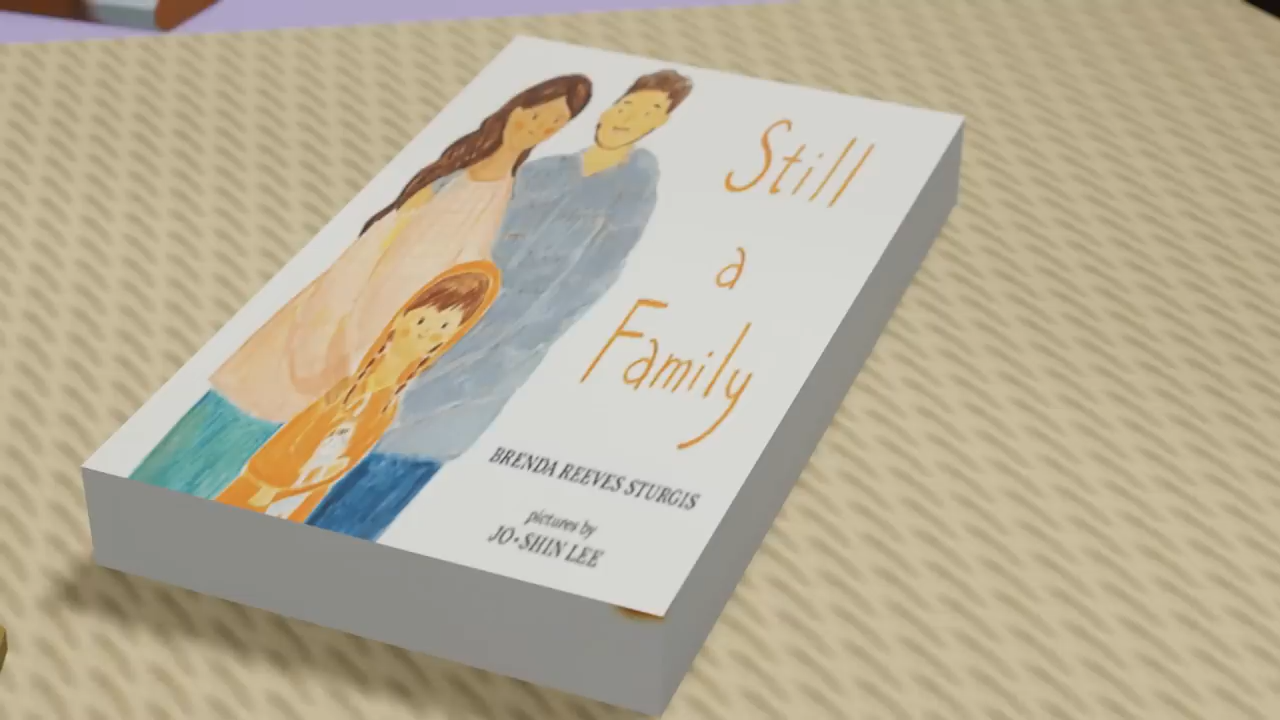 Still
a
Family
BRENDA REEVES STURGIS
pictures by
JO·SHIN LEE